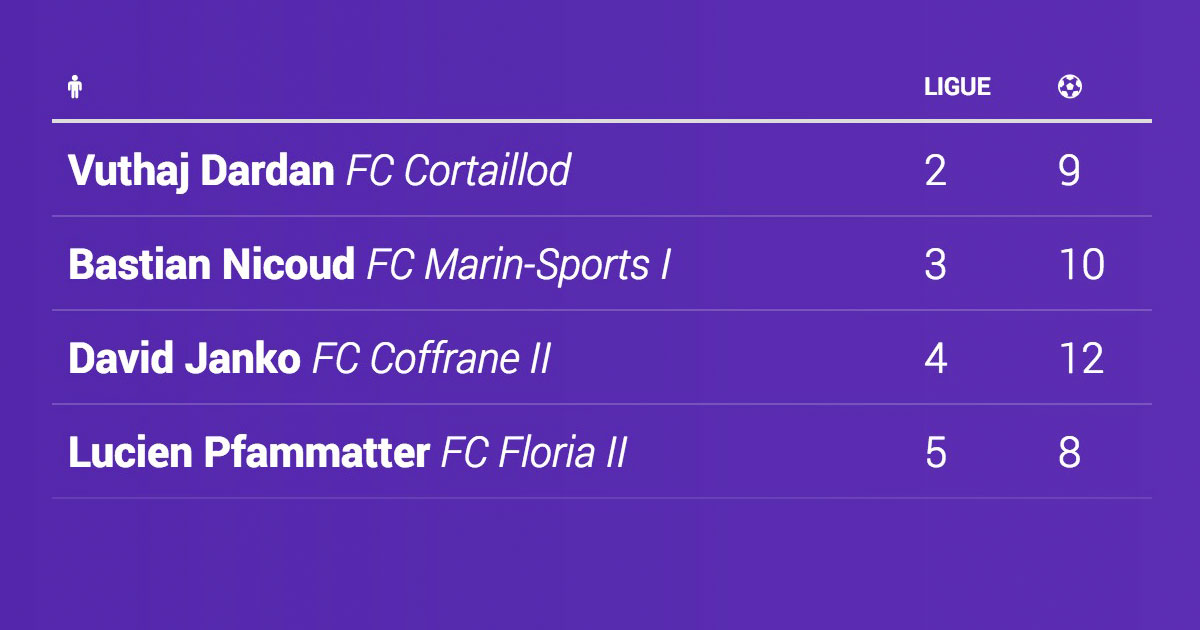 LIGUE
Vuthaj Dardan FC Cortaillod 2 9
Bastian Nicoud FC Marin-Sports I 3 10
David Janko FC Coffrane II 4 12
Lucien Pfammatter FC Floria II 5 8